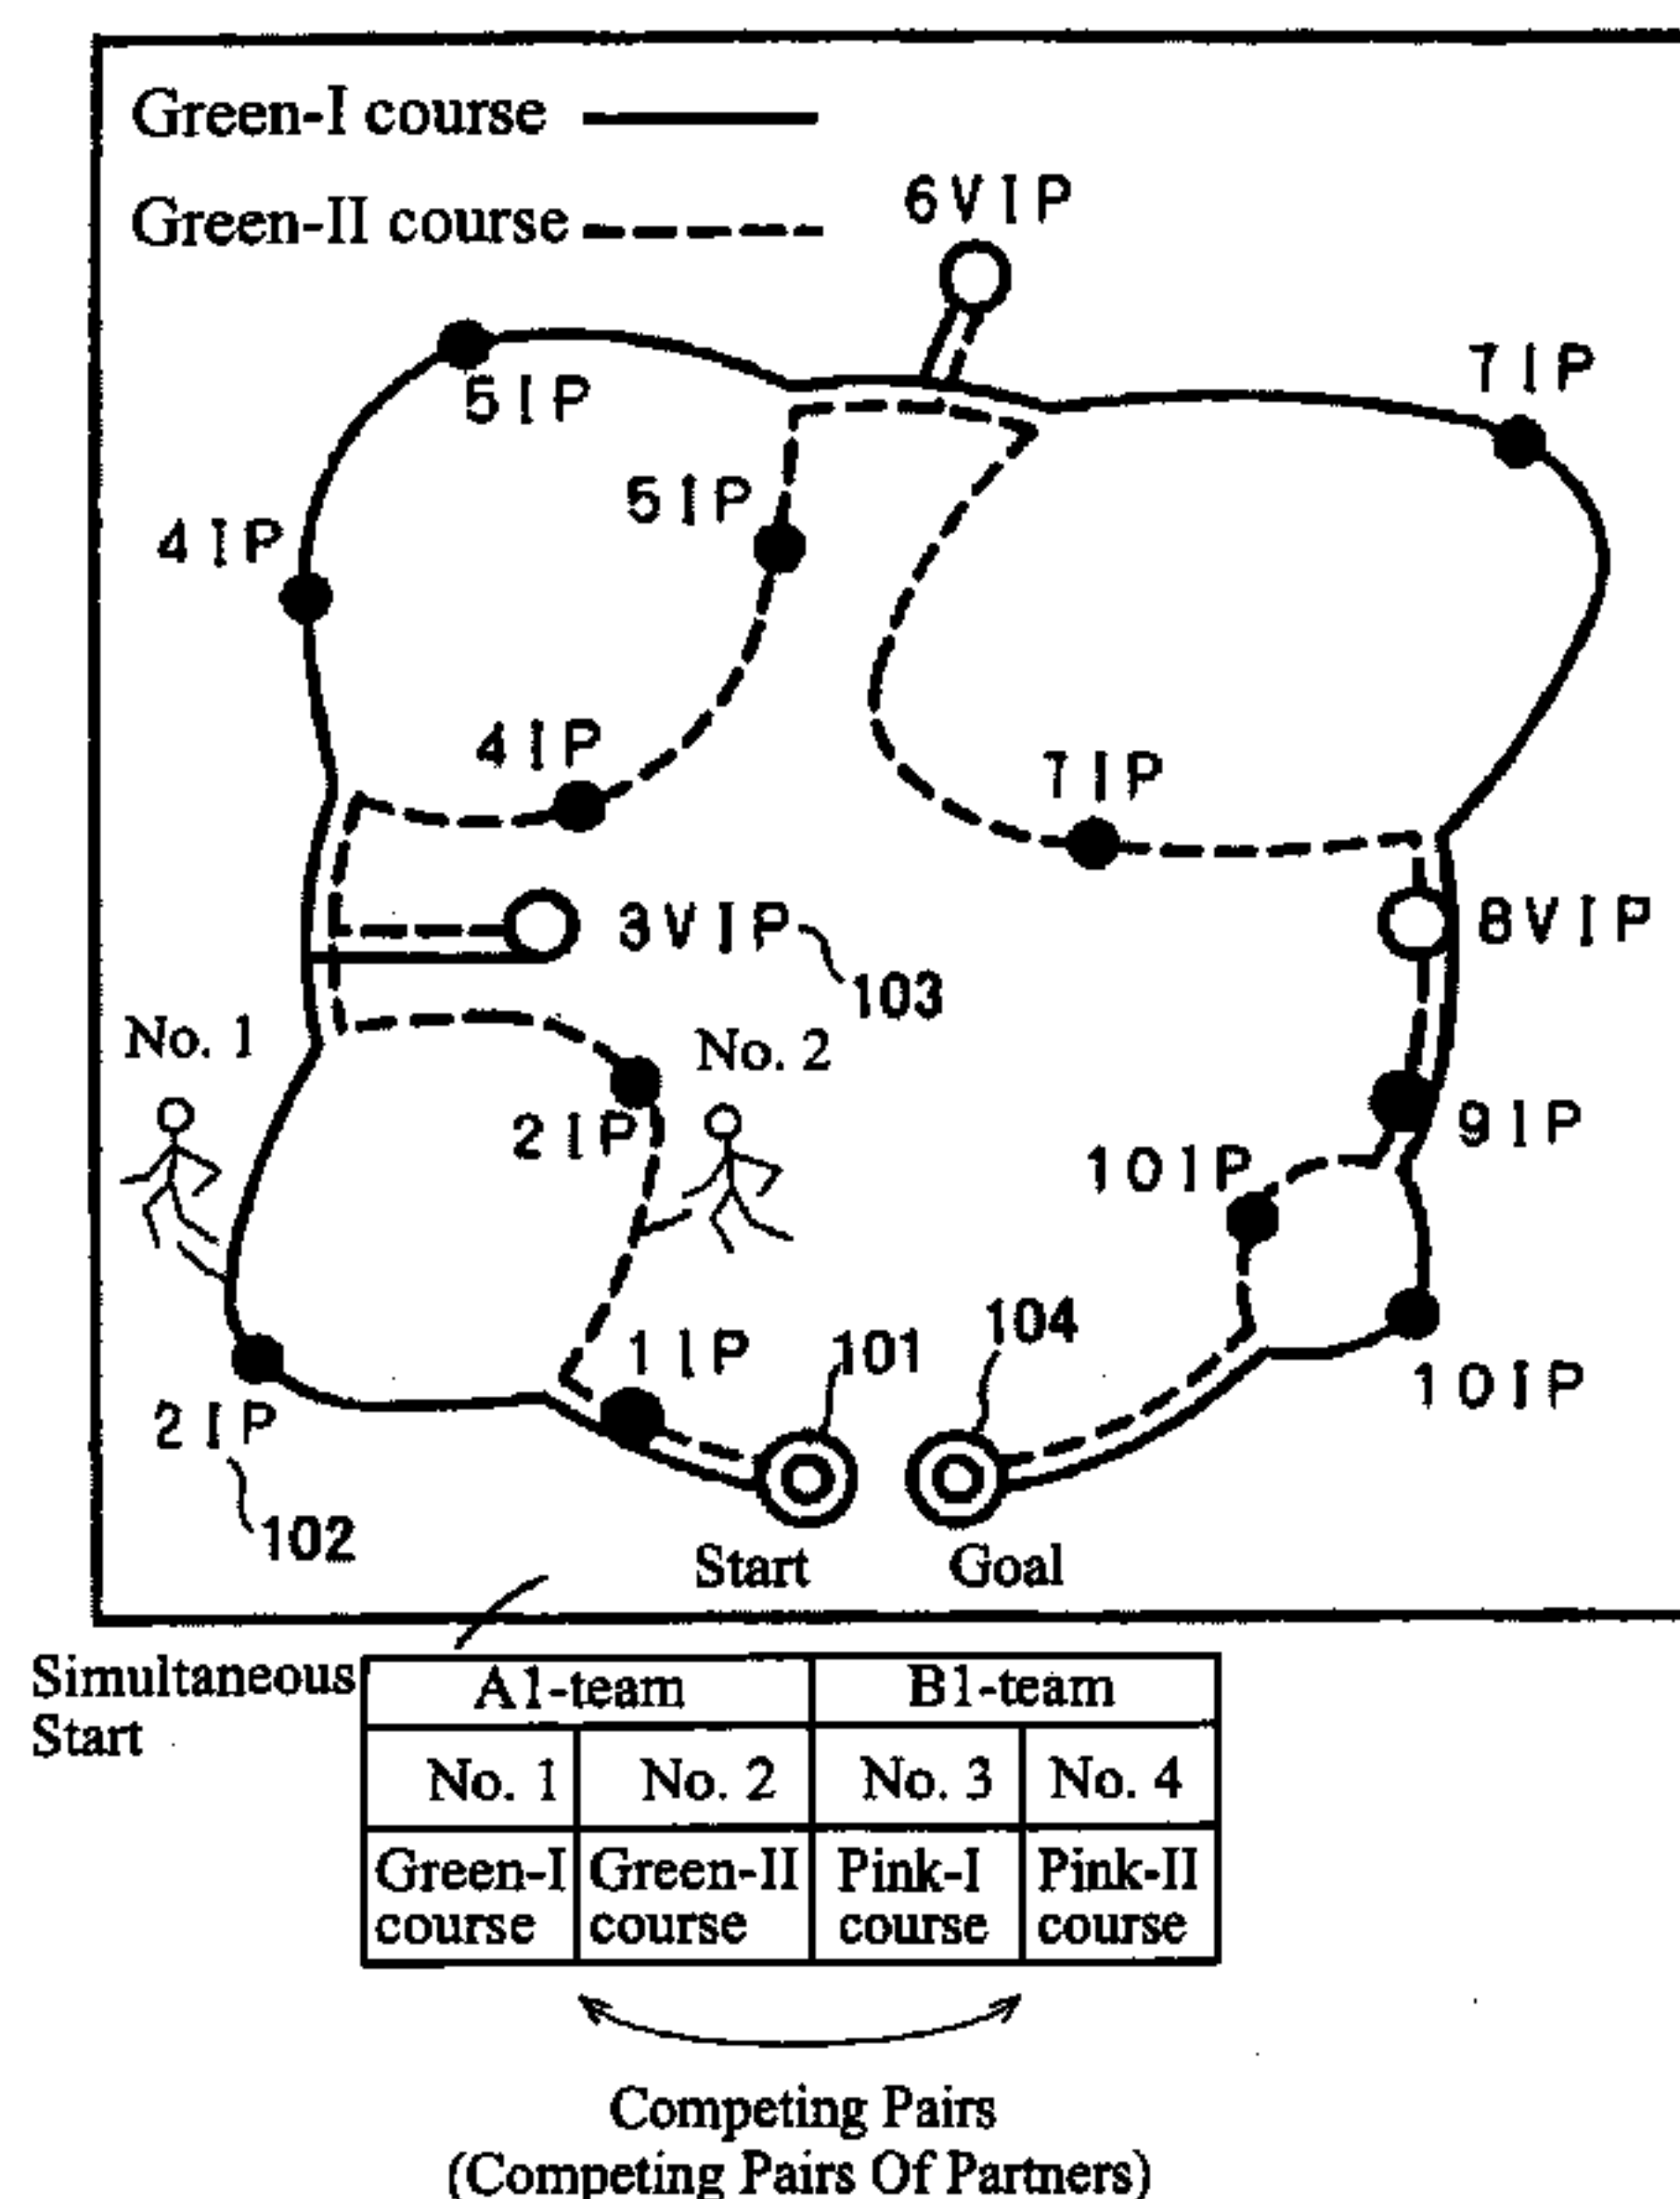 Green-I course
Green-II course
6VIP
5IP
7IP
5IP
4IP
4IP
7IP
3VIP
8VIP
103
No. 1
No. 2
2IP
9IP
10IP
104
1IP
101
10IP
2IP
102
Start
Goal
Simultaneous
Start
A1-team
B1-team
No. 1
No. 2
No. 3
No. 4
Green-I
course
Green-II
course
Pink-I
course
Pink-II
course
Competing Pairs
(Competing Pairs Of Partners)